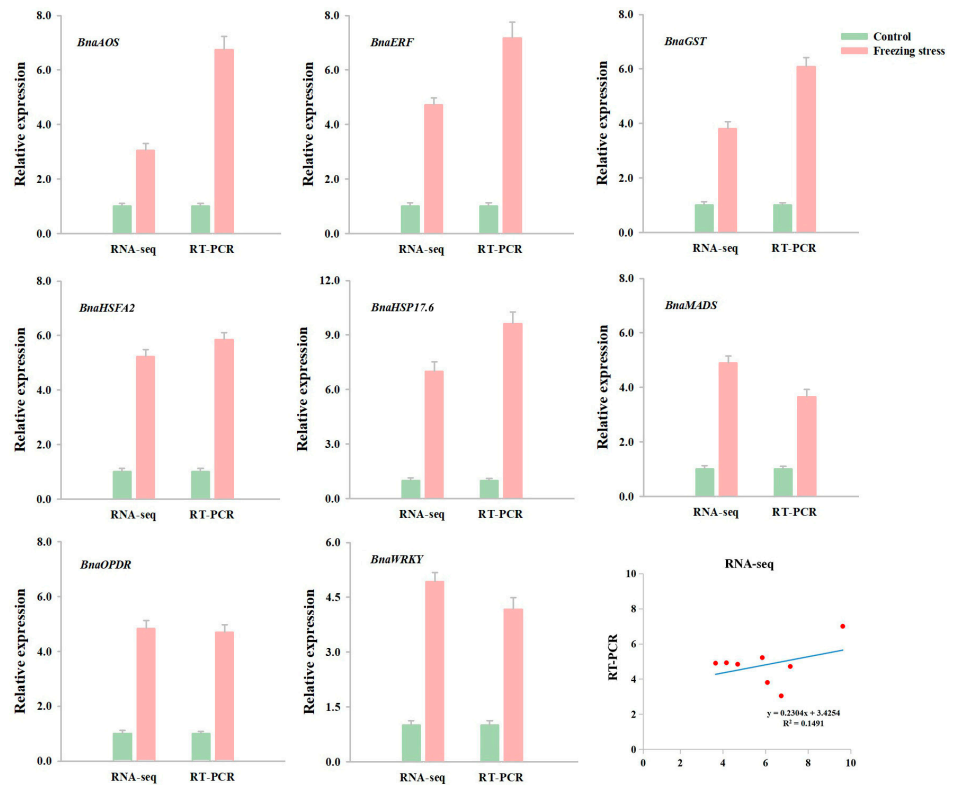 8.0
6.0
4.0
2.0
0.0
Relative expression
BnaAOS
RNA-seq RT-PCR
8.0
6.0
4.0
2.0
0.0
Relative expression
BnaERF
RNA-seq RT-PCR
8.0
6.0
4.0
2.0
0.0
Relative expression
BnaGST
RNA-seq RT-PCR
Control
Freezing stress
8.0
6.0
4.0
2.0
0.0
Relative expression
BnaHSFA2
RNA-seq RT-PCR
12.0
9.0
6.0
3.0
0.0
Relative expression
BnaHSP17.6
RNA-seq RT-PCR
8.0
6.0
4.0
2.0
0.0
Relative expression
BnaMADS
RNA-seq RT-PCR
8.0
6.0
4.0
2.0
0.0
Relative expression
BnaOPDR
RNA-seq RT-PCR
6.0
4.5
3.0
1.5
0.0
Relative expression
BnaWRKY
RNA-seq RT-PCR
RNA-seq
10
8
6
4
2
0
RT-PCR
y = 0.2304x + 3.4254
R² = 0.1491
0 2 4 6 8 10